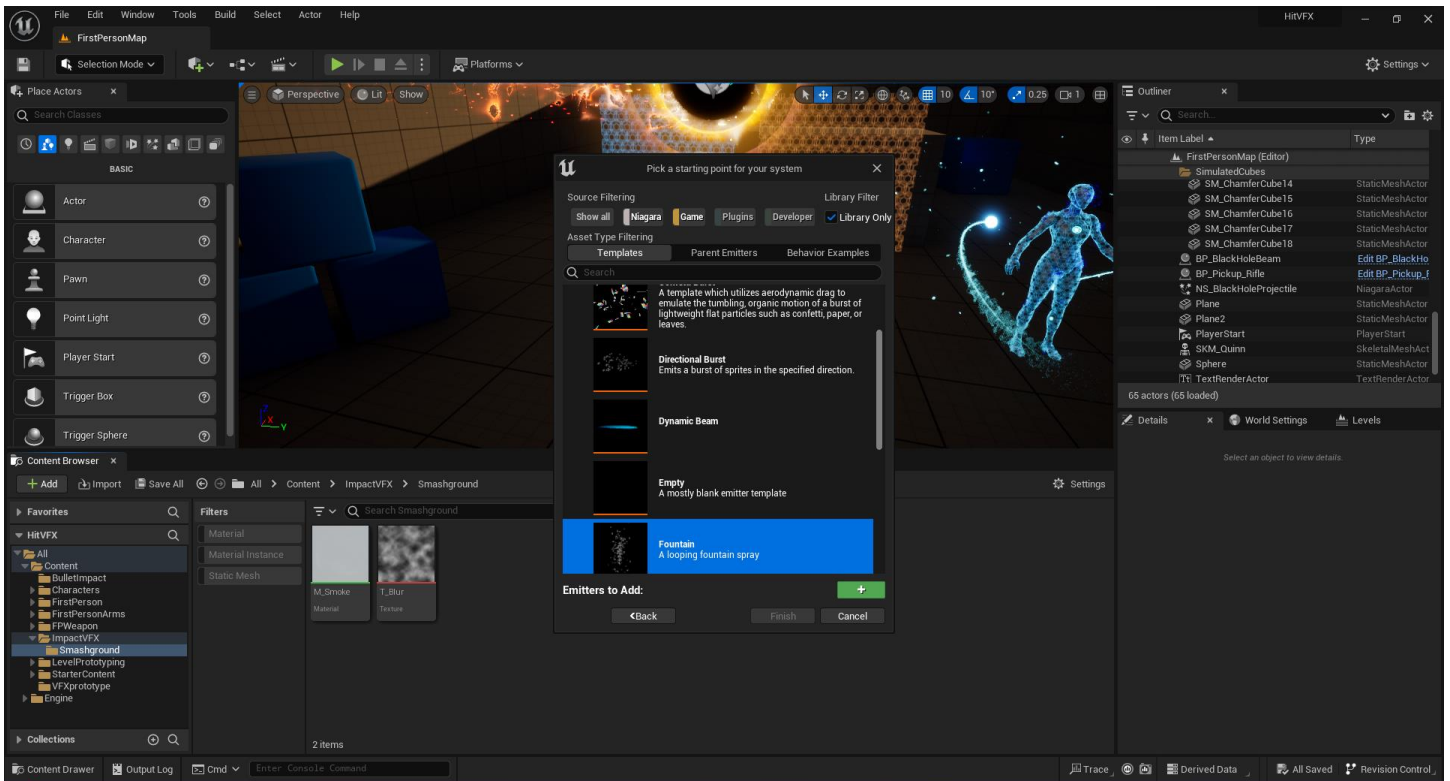 File Edit Window Tools Build Select Actor Help
HitVFX
FirstPersonMap
Selection Mode
Platforms
Settings
Place Actors
Search Classes
BASIC
Actor
Character
Pawn
Point Light
Player Start
Trigger Box
Trigger Sphere
Perspective Lit Show
10 10° 0.25 1
X Y
Pick a starting point for your system
Source Filtering Library Filter
Show all Niagara Game Plugins Developer Library Only
Asset Type Filtering
Templates Parent Emitters Behavior Examples
Search
A template which utilizes aerodynamic drag to
emulate the tumbling, organic motion of a burst of
lightweight flat particles such as confetti, paper, or
leaves.
Directional Burst
Emits a burst of sprites in the specified direction.
Dynamic Beam
Empty
A mostly blank emitter template
Fountain
A looping fountain spray
Emitters to Add:
Back Finish Cancel
Outliner
Search...
Item Label Type
FirstPersonMap (Editor)
SimulatedCubes
SM_ChamferCube14 StaticMeshActor
SM_ChamferCube15 StaticMeshActor
SM_ChamferCube16 StaticMeshActor
SM_ChamferCube17 StaticMeshActor
SM_ChamferCube18 StaticMeshActor
BP_BlackHoleBeam Edit BP_BlackHo
BP_Pickup_Rifle Edit BP_Pickup_F
NS_BlackHoleProjectile NiagaraActor
Plane StaticMeshActor
Plane2 StaticMeshActor
PlayerStart PlayerStart
SKM_Quinn SkeletalMeshAct
Sphere StaticMeshActor
TextRenderActor TextRenderActor
65 actors (65 loaded)
Details World Settings Levels
Select an object to view details.
Content Browser
Add Import Save All All Content ImpactVFX Smashground Settings
Favorites
HitVFX
All
Content
BulletImpact
Characters
FirstPerson
FirstPersonArms
FPWeapon
ImpactVFX
Smashground
LevelPrototyping
StarterContent
VFXprototype
Engine
Collections
Filters
Material
Material Instance
Static Mesh
Search Smashground
M_Smoke T_Blur
Material Texture
2 items
Content Drawer Output Log Cmd Enter Console Command Trace Derived Data All Saved Revision Control